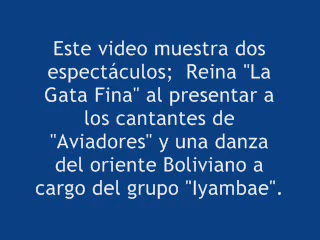 Este video muestra dos
espectáculos;  Reina "La
Gata Fina" al presentar a
los cantantes de
"Aviadores" y una danza
del oriente Boliviano a
cargo del grupo "Iyambae".